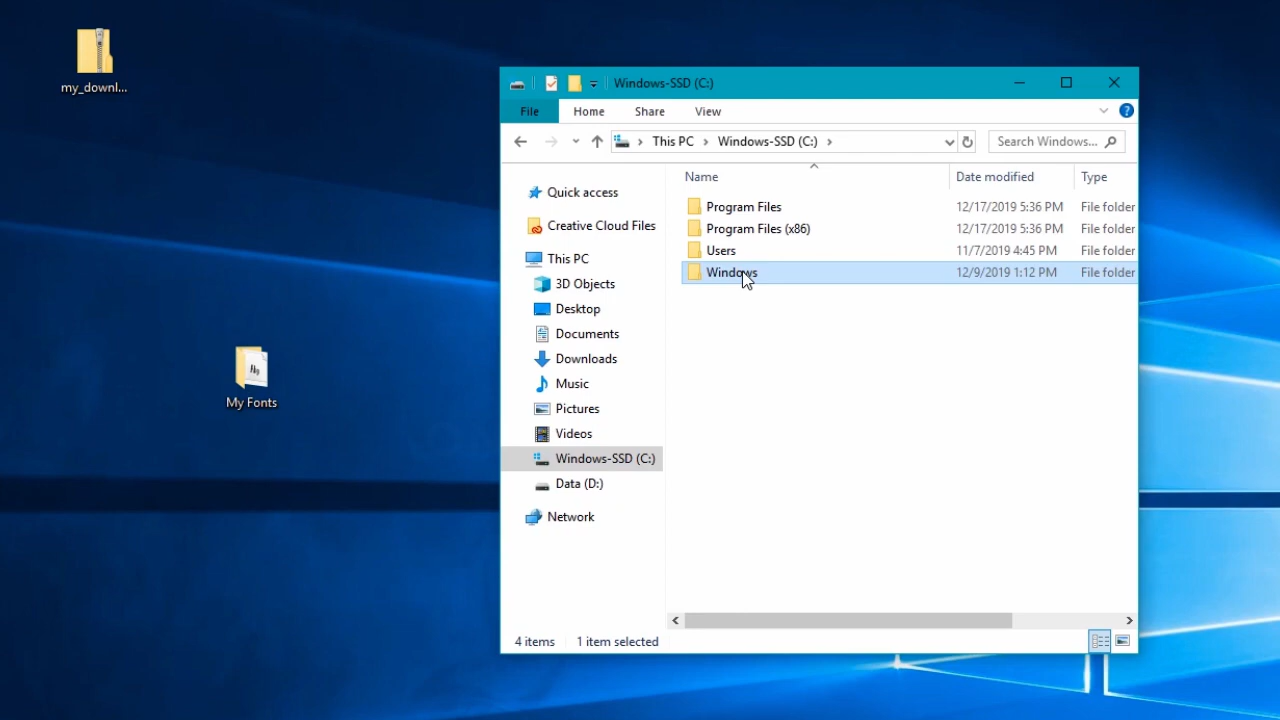 my_downl...
My Fonts
Windows-SSD (C:)
File Home Share View
This PC > Windows-SSD (C:) >
Search Windows...
Quick access
Creative Cloud Files
This PC
3D Objects
Desktop
Documents
Downloads
Music
Pictures
Videos
Windows-SSD (C:)
Data (D:)
Network
Name Date modified Type
Program Files 12/17/2019 5:36 PM File folder
Program Files (x86) 12/17/2019 5:36 PM File folder
Users 11/7/2019 4:45 PM File folder
Windows 12/9/2019 1:12 PM File folder
4 items 1 item selected